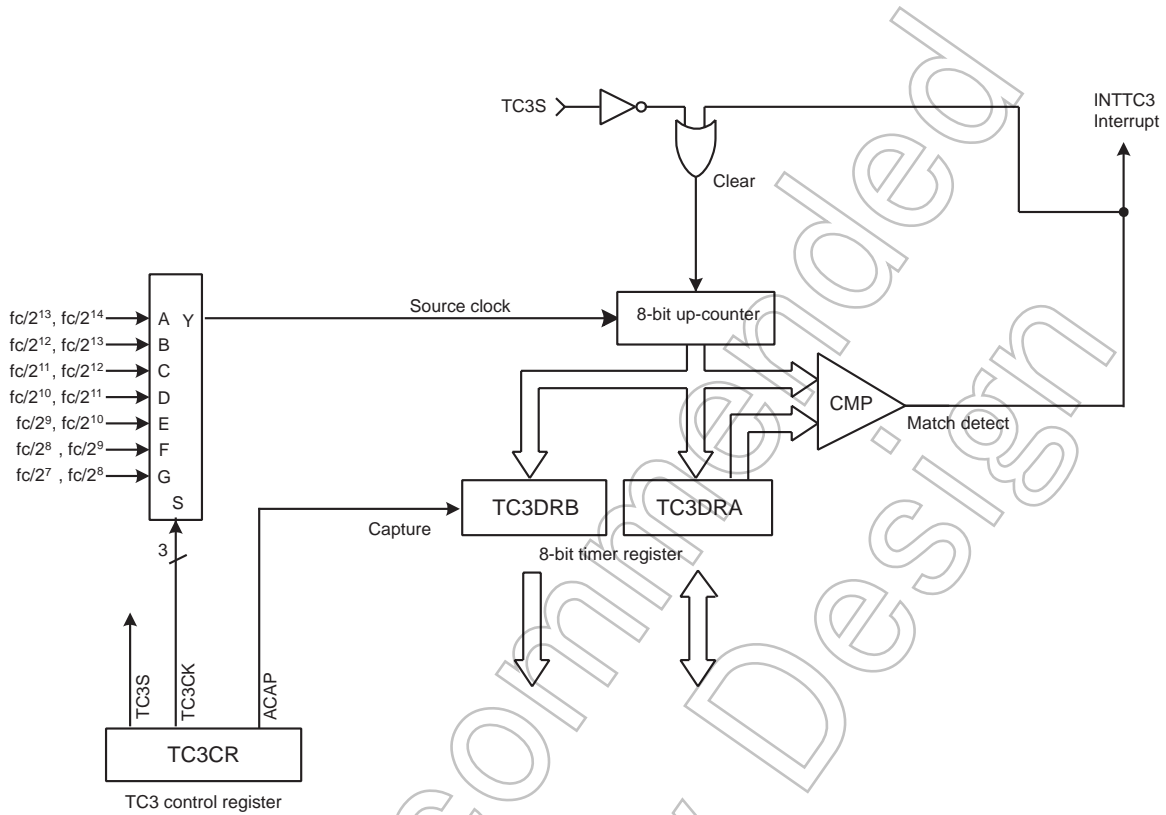 TC3S
INTTC3
Interrupt
Clear
fc/2¹³, fc/2¹⁴
fc/2¹², fc/2¹³
fc/2¹¹, fc/2¹²
fc/2¹⁰, fc/2¹¹
fc/2⁹, fc/2¹⁰
fc/2⁸ , fc/2⁹
fc/2⁷ , fc/2⁸
A Y
B
C
D
E
F
G
S
Source clock
8-bit up-counter
CMP
Match detect
TC3DRB
TC3DRA
Capture
8-bit timer register
3
TC3S
TC3CK
ACAP
TC3CR
TC3 control register
commended
Design